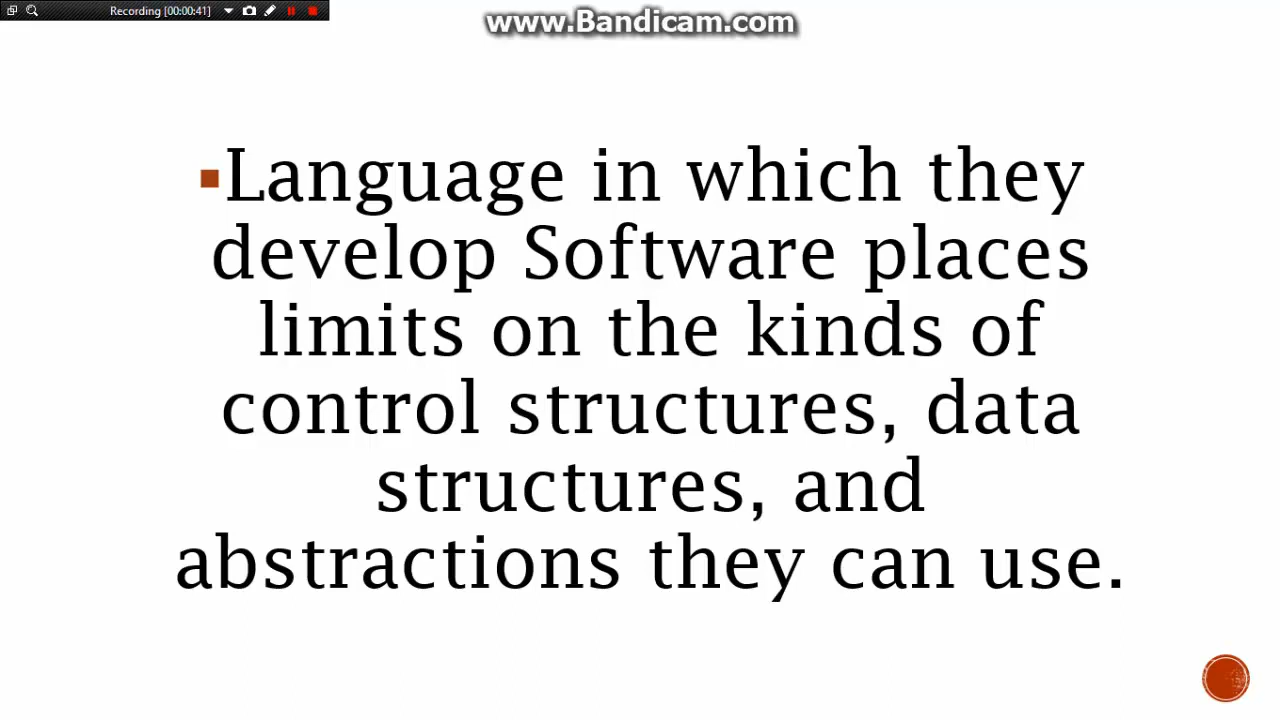 Recording [00:00:41]
www.Bandicam.com
▪Language in which they
develop Software places
limits on the kinds of
control structures, data
structures, and
abstractions they can use.